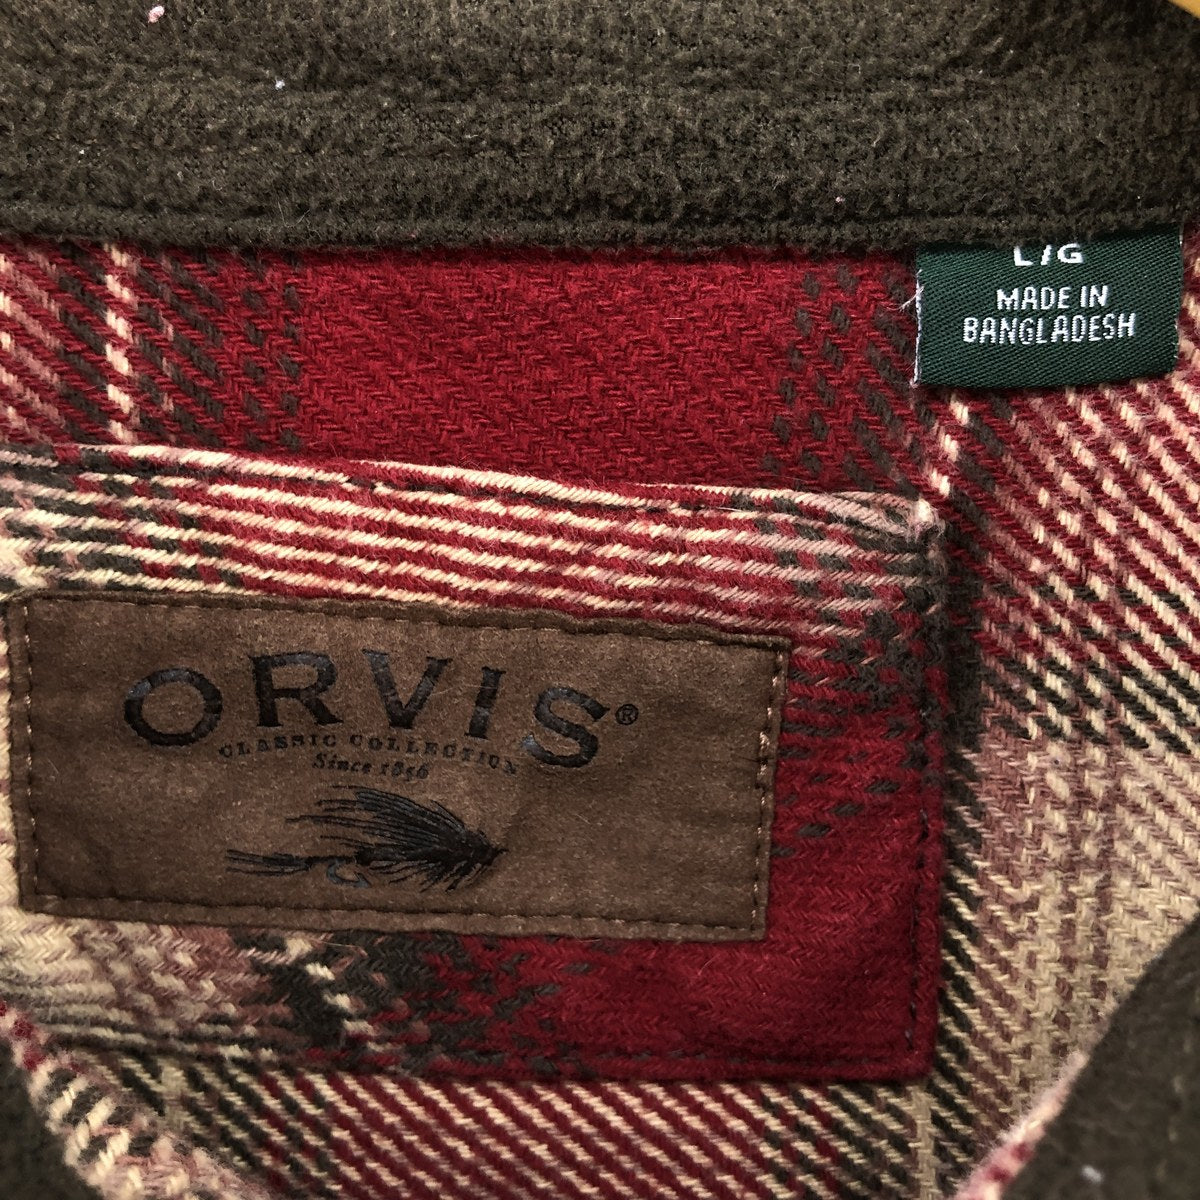 L/G
MADE IN
BANGLADESH
ORVIS®
CLASSIC COLLECTION
Since 1856